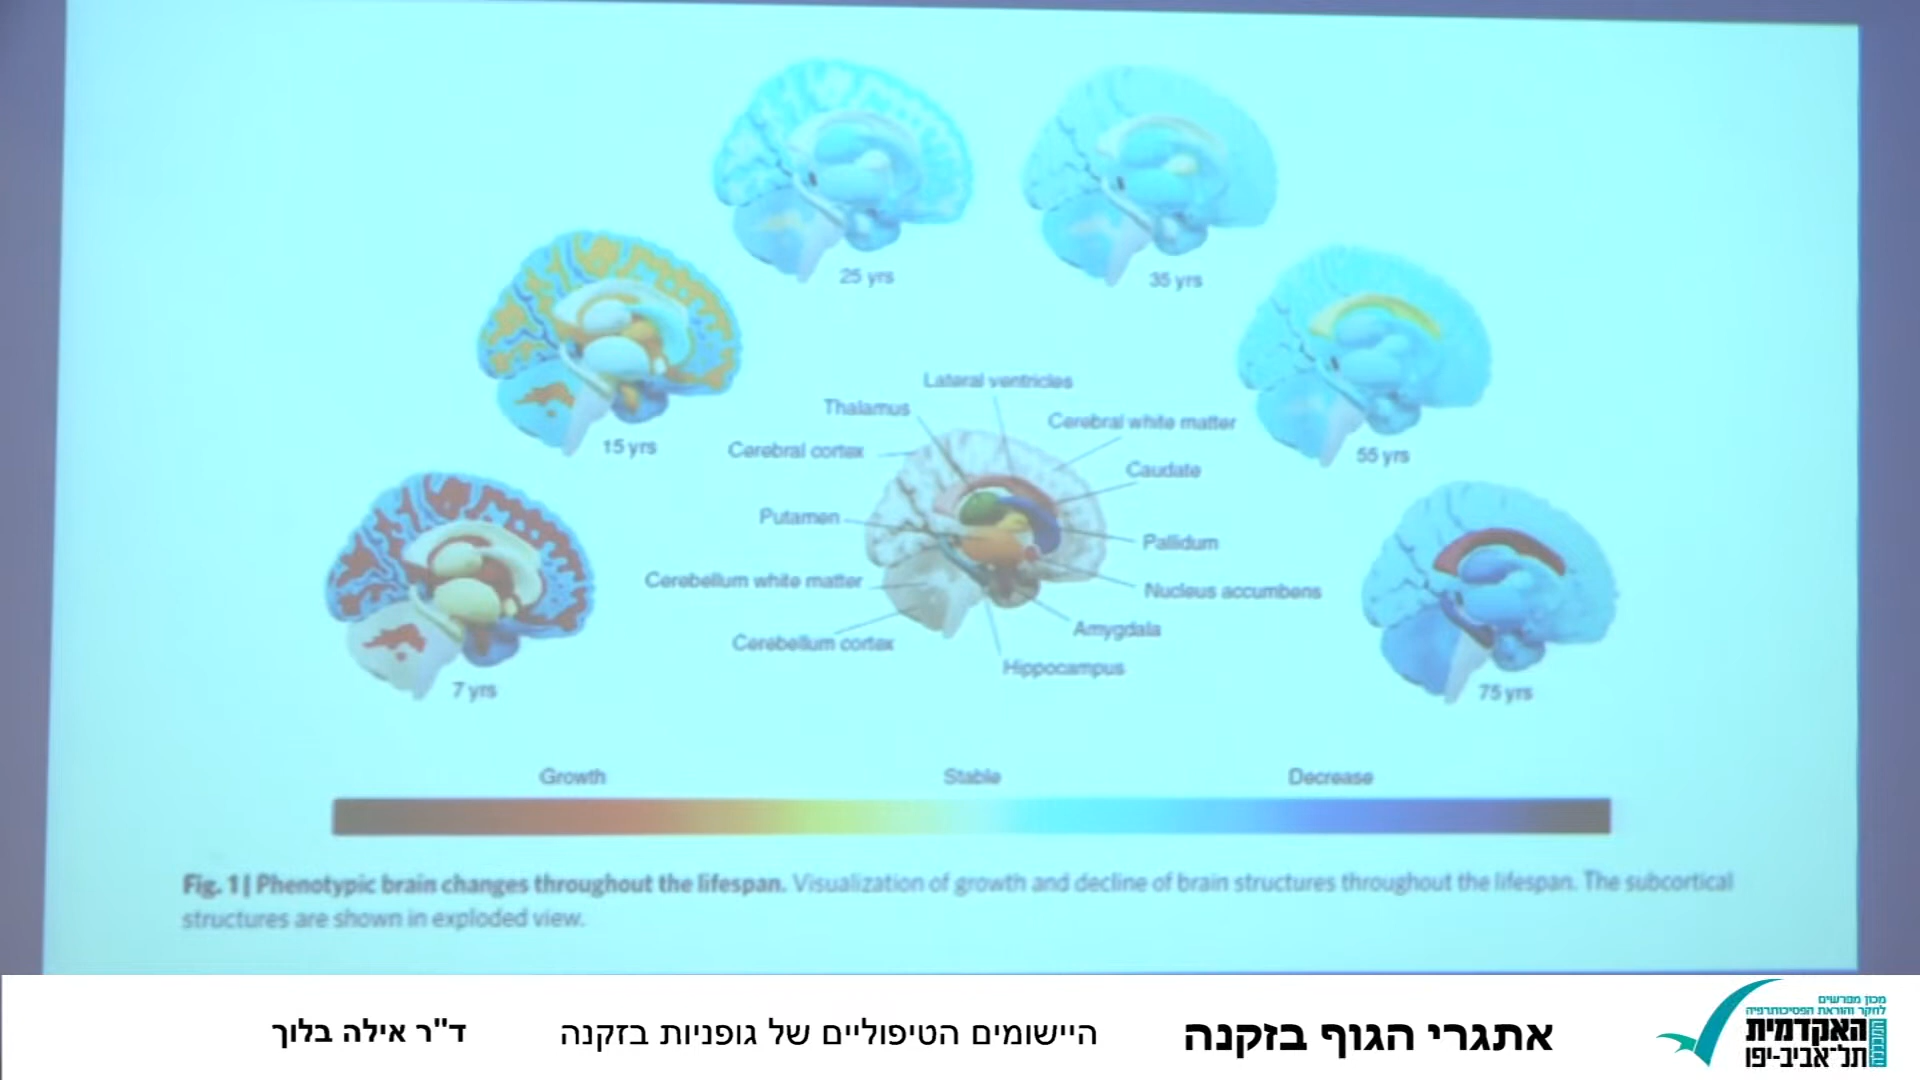 25 yrs
35 yrs
15 yrs
55 yrs
7 yrs
75 yrs
Lateral ventricles
Thalamus
Cerebral white matter
Cerebral cortex
Caudate
Putamen
Pallidum
Cerebellum white matter
Nucleus accumbens
Cerebellum cortex
Amygdala
Hippocampus
Growth
Stable
Decrease
Fig. 1 | Phenotypic brain changes throughout the lifespan. Visualization of growth and decline of brain structures throughout the lifespan. The subcortical
structures are shown in exploded view.
אתגרי הגוף בזקנה
היישומים הטיפוליים של גופניות בזקנה
ד"ר אילה בלוך
מכון מפרשים
לחקר והוראת הפסיכותרפיה
האקדמית
תל־אביב-יפו